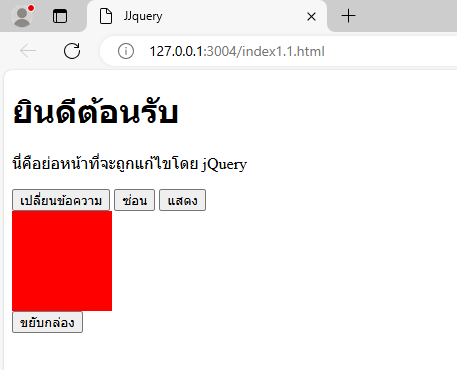 JJquery
127.0.0.1:3004/index1.1.html
ยินดีต้อนรับ
นี่คือย่อหน้าที่จะถูกแก้ไขโดย jQuery
เปลี่ยนข้อความ ซ่อน แสดง
ขยับกล่อง